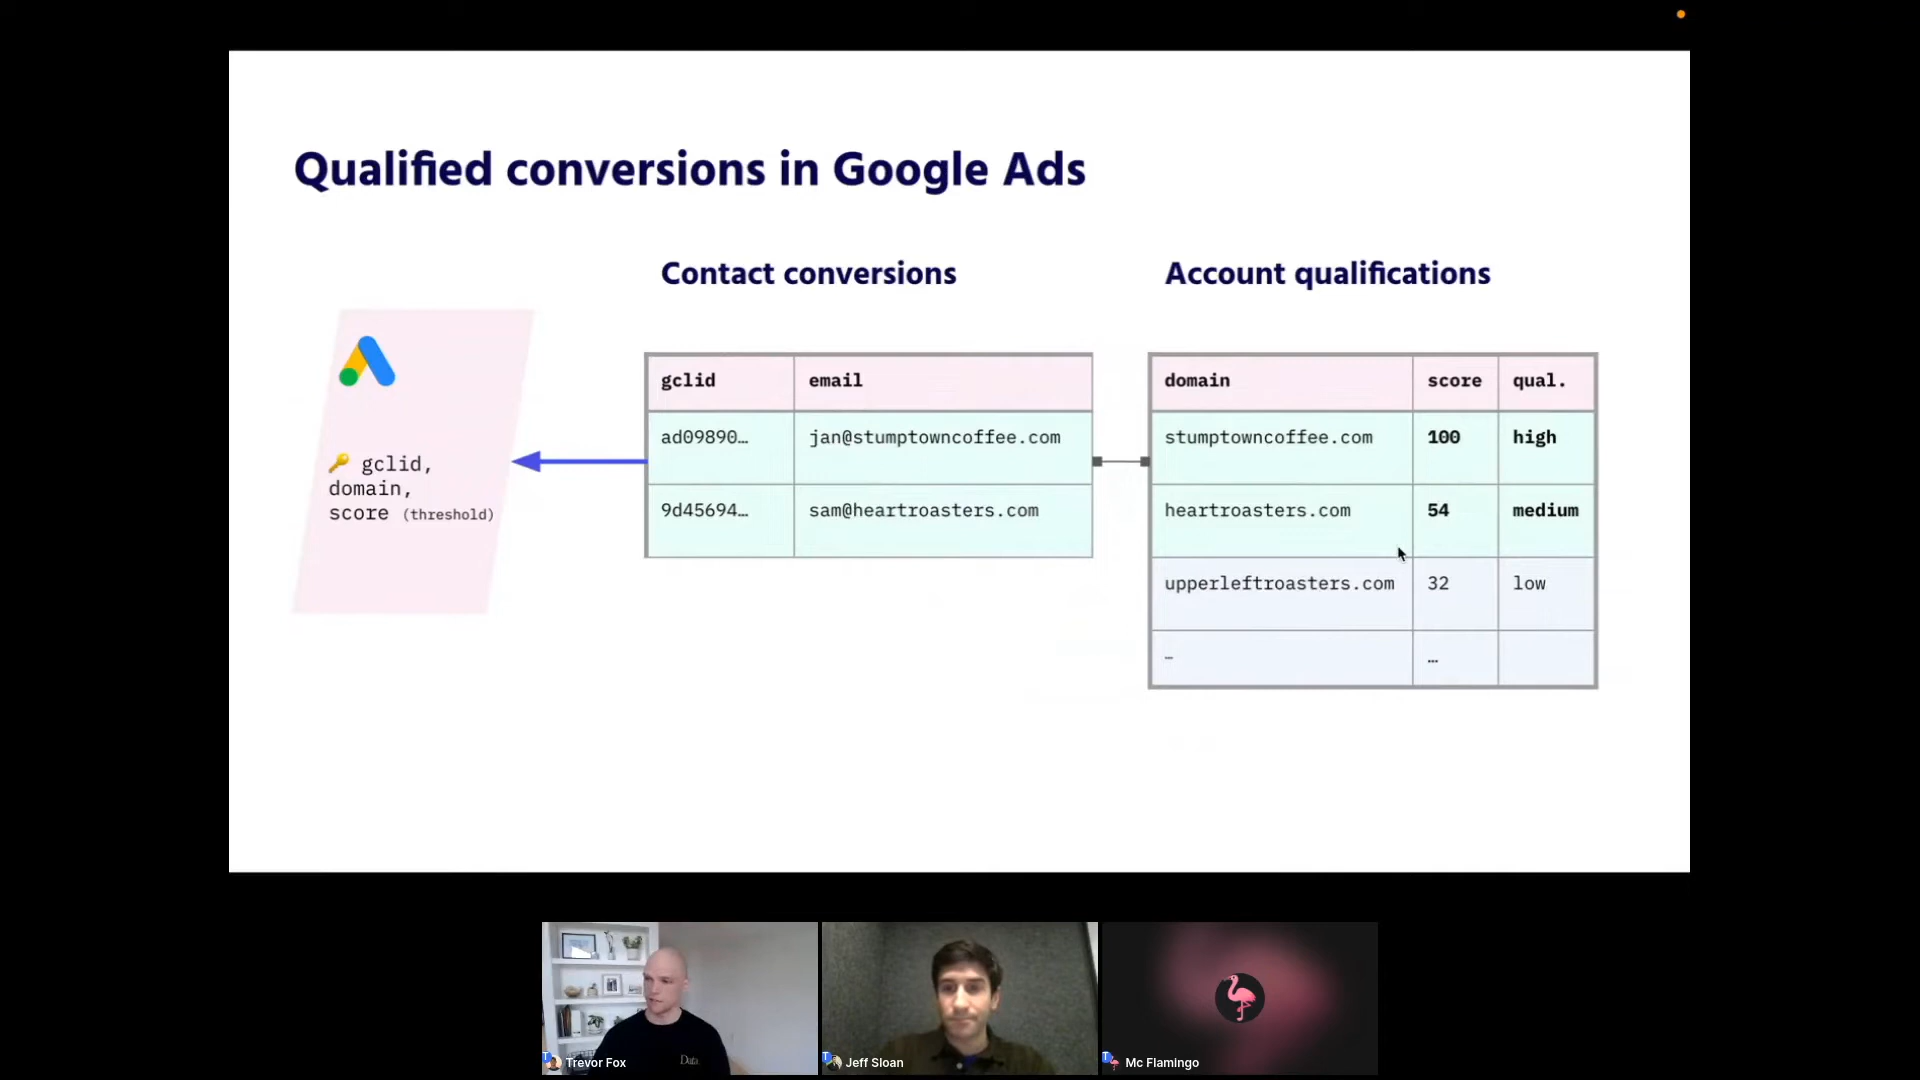 Qualified conversions in Google Ads
Contact conversions
Account qualifications
gclid email
domain score qual.
ad09890… jan@stumptowncoffee.com
stumptowncoffee.com 100 high
🔑 gclid,
domain,
score (threshold)
9d45694… sam@heartroasters.com
heartroasters.com 54 medium
upperleftroasters.com 32 low
… …
Data
Trevor Fox
Jeff Sloan
Mc Flamingo